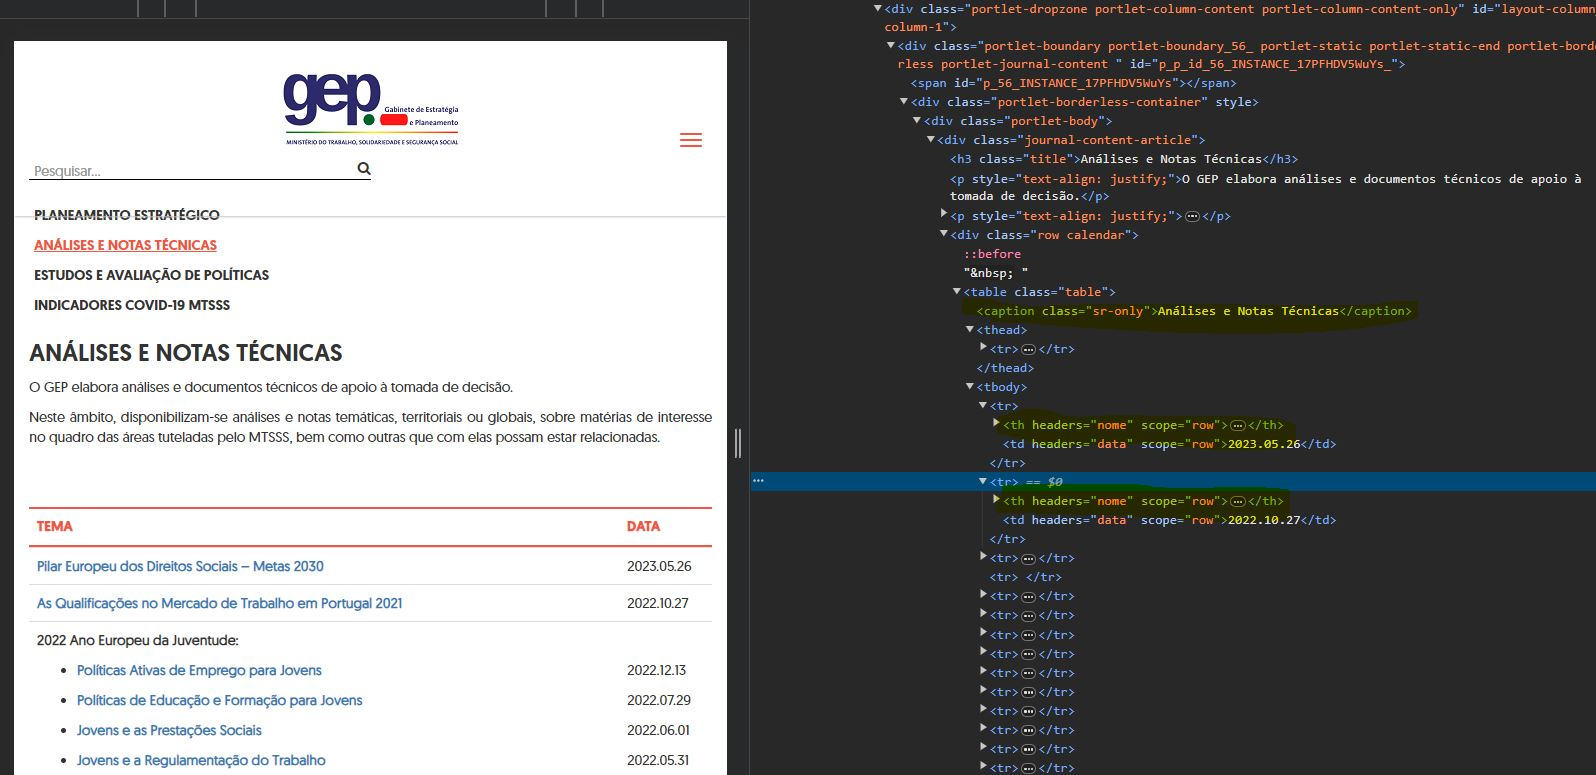 gep
Gabinete de Estratégia
e Planeamento
MINISTÉRIO DO TRABALHO, SOLIDARIEDADE E SEGURANÇA SOCIAL
Pesquisar...
PLANEAMENTO ESTRATÉGICO
ANÁLISES E NOTAS TÉCNICAS
ESTUDOS E AVALIAÇÃO DE POLÍTICAS
INDICADORES COVID-19 MTSSS
ANÁLISES E NOTAS TÉCNICAS
O GEP elabora análises e documentos técnicos de apoio à tomada de decisão.
Neste âmbito, disponibilizam-se análises e notas temáticas, territoriais ou globais, sobre matérias de interesse
no quadro das áreas tuteladas pelo MTSSS, bem como outras que com elas possam estar relacionadas.
TEMA DATA
Pilar Europeu dos Direitos Sociais – Metas 2030 2023.05.26
As Qualificações no Mercado de Trabalho em Portugal 2021 2022.10.27
2022 Ano Europeu da Juventude:
• Políticas Ativas de Emprego para Jovens 2022.12.13
• Políticas de Educação e Formação para Jovens 2022.07.29
• Jovens e as Prestações Sociais 2022.06.01
• Jovens e a Regulamentação do Trabalho 2022.05.31
<div class="portlet-dropzone portlet-column-content portlet-column-content-only" id="layout-column
column-1">
<div class="portlet-boundary portlet-boundary_56_ portlet-static portlet-static-end portlet-borde
rless portlet-journal-content " id="p_p_id_56_INSTANCE_17PFHDV5WuYs_">
<span id="p_56_INSTANCE_17PFHDV5WuYs"></span>
<div class="portlet-borderless-container" style>
<div class="portlet-body">
<div class="journal-content-article">
<h3 class="title">Análises e Notas Técnicas</h3>
<p style="text-align: justify;">O GEP elabora análises e documentos técnicos de apoio à
tomada de decisão.</p>
<p style="text-align: justify;">…</p>
<div class="row calendar">
::before
"&nbsp; "
<table class="table">
<caption class="sr-only">Análises e Notas Técnicas</caption>
<thead>
<tr>…</tr>
</thead>
<tbody>
<tr>
<th headers="nome" scope="row">…</th>
<td headers="data" scope="row">2023.05.26</td>
</tr>
… <tr> == $0
<th headers="nome" scope="row">…</th>
<td headers="data" scope="row">2022.10.27</td>
</tr>
<tr>…</tr>
<tr> </tr>
<tr>…</tr>
<tr>…</tr>
<tr>…</tr>
<tr>…</tr>
<tr>…</tr>
<tr>…</tr>
<tr>…</tr>
<tr>…</tr>
<tr>…</tr>
<tr>…</tr>